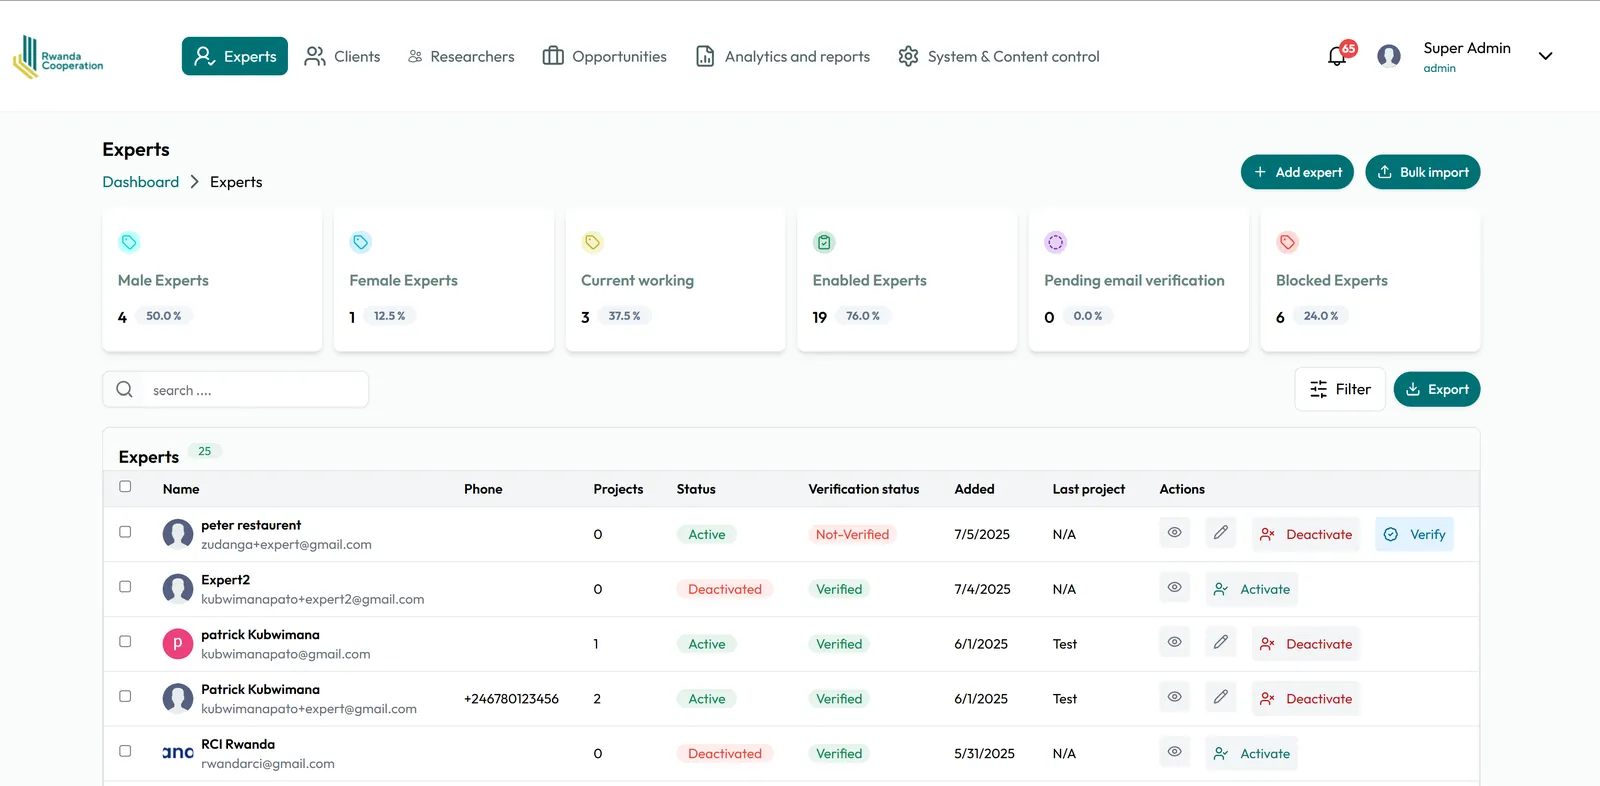 Rwanda
Cooperation
Experts
Clients
Researchers
Opportunities
Analytics and reports
System & Content control
65
Super Admin
admin
Experts
Dashboard
Experts
+ Add expert
Bulk import
Male Experts
4 50.0 %
Female Experts
1 12.5 %
Current working
3 37.5 %
Enabled Experts
19 76.0 %
Pending email verification
0 0.0 %
Blocked Experts
6 24.0 %
search ....
Filter
Export
Experts 25
Name Phone Projects Status Verification status Added Last project Actions
peter restaurent
zudanga+expert@gmail.com
0 Active Not-Verified 7/5/2025 N/A Deactivate Verify
Expert2
kubwimanapato+expert2@gmail.com
0 Deactivated Verified 7/4/2025 N/A Activate
p
patrick Kubwimana
kubwimanapato@gmail.com
1 Active Verified 6/1/2025 Test Deactivate
Patrick Kubwimana
kubwimanapato+expert@gmail.com
+246780123456 2 Active Verified 6/1/2025 Test Deactivate
RCI Rwanda
rwandarci@gmail.com
0 Deactivated Verified 5/31/2025 N/A Activate